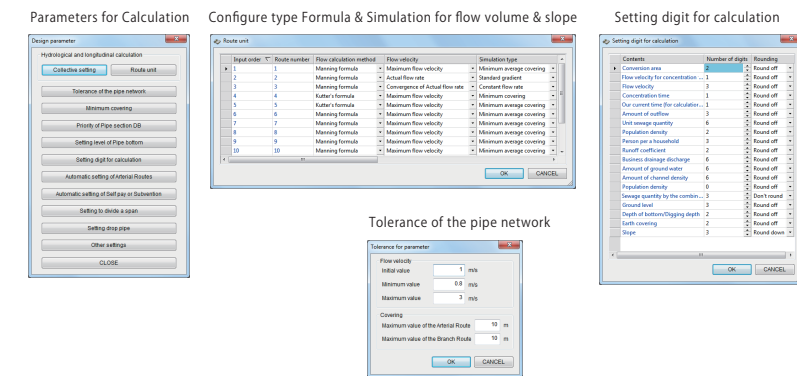 Parameters for Calculation
Configure type Formula & Simulation for flow volume & slope
Setting digit for calculation
Design parameter
Hydrological and longitudinal calculation
Collective setting
Route unit
Tolerance of the pipe network
Minimum covering
Priority of Pipe section DB
Setting level of Pipe bottom
Setting digit for calculation
Automatic setting of Arterial Routes
Automatic setting of Self pay or Subvention
Setting to divide a span
Setting drop pipe
Other settings
CLOSE
Route unit
Input order Route number Flow calculation method Flow velocity Simulation type
1 1 Manning formula Maximum flow velocity Minimum average covering
2 2 Manning formula Actual flow rate Standard gradient
3 3 Manning formula Convergence of Actual flow rate Constant flow rate
4 4 Kutter's formula Maximum flow velocity Minimum covering
5 5 Kutter's formula Maximum flow velocity Minimum average covering
6 6 Manning formula Maximum flow velocity Minimum average covering
7 7 Manning formula Maximum flow velocity Minimum average covering
8 8 Manning formula Maximum flow velocity Minimum average covering
9 9 Manning formula Maximum flow velocity Minimum average covering
10 10 Manning formula Maximum flow velocity Minimum average covering
OK CANCEL
Tolerance of the pipe network
Tolerance for parameter
Flow velocity
Initial value 1 m/s
Minimum value 0.8 m/s
Maximum value 3 m/s
Covering
Maximum value of the Arterial Route 10 m
Maximum value of the Branch Route 10 m
OK CANCEL
Setting digit for calculation
Contents Number of digits Rounding
Conversion area 2 Round off
Flow velocity for concentration ... 1 Round off
Flow velocity 3 Round off
Concentration time 1 Round off
Our current time (for calculatior... 1 Round off
Amount of outflow 3 Round off
Unit sewage quantity 6 Round off
Population density 2 Round off
Person per a household 3 Round off
Runoff coefficient 2 Round off
Business drainage discharge 6 Round off
Amount of ground water 6 Round off
Amount of channel density 6 Round off
Population density 0 Round off
Sewage quantity by the combin... 3 Don't round
Ground level 3 Round off
Depth of bottom/Digging depth 2 Round off
Earth covering 2 Round off
Slope 3 Round down
OK CANCEL